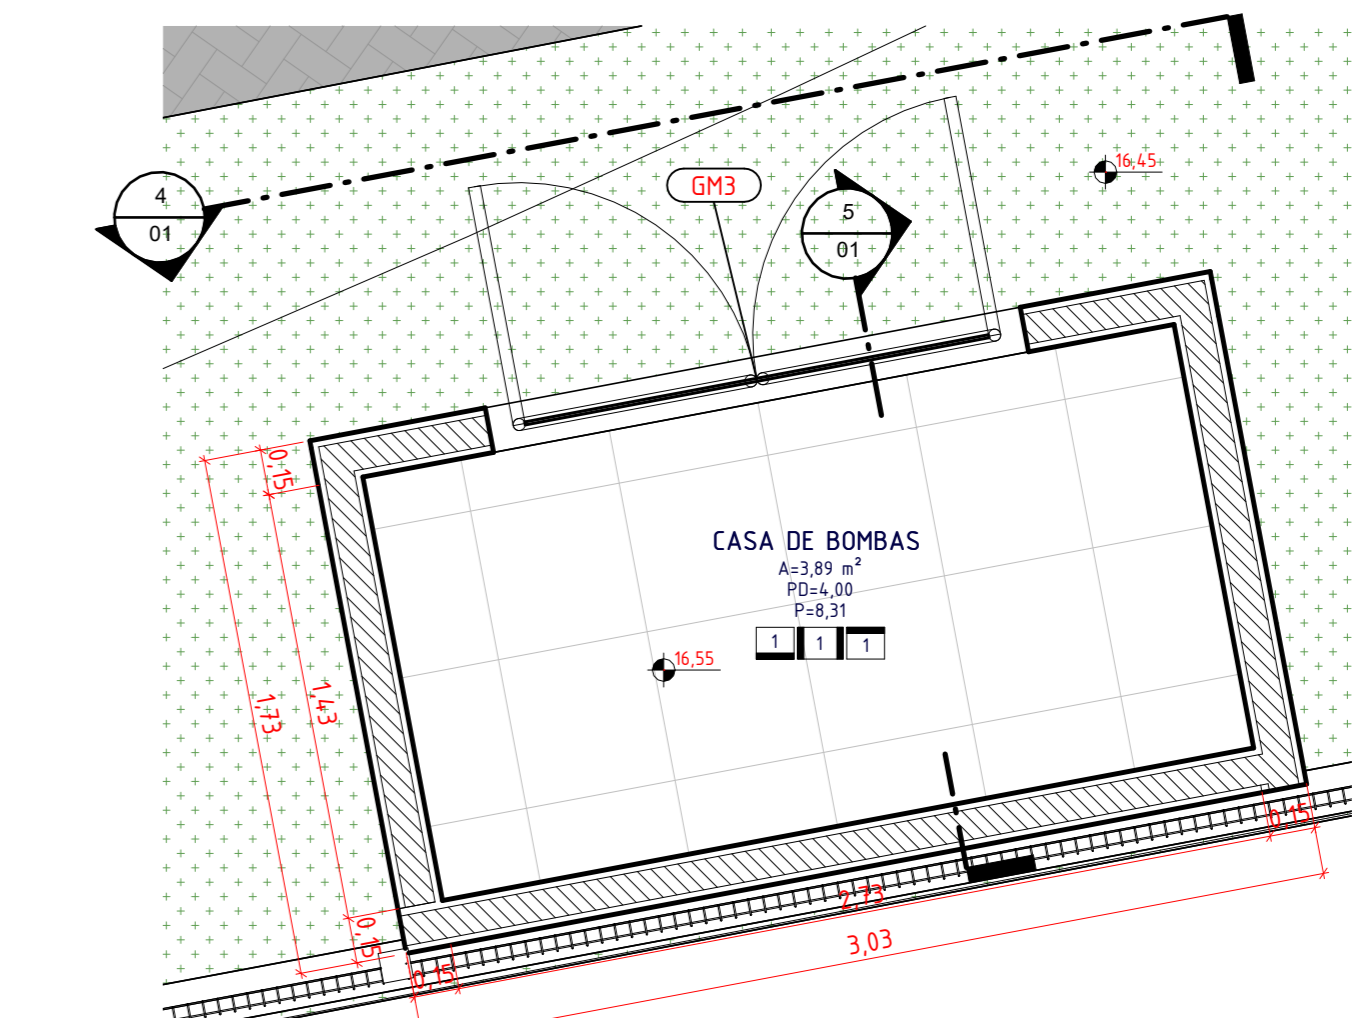 16,45
GM3
4
01
5
01
0,15
CASA DE BOMBAS
A=3,89 m²
PD=4,00
P=8,31
1 1 1
16,55
1,43
1,73
0,15
2,73
0,15
3,03
0,15